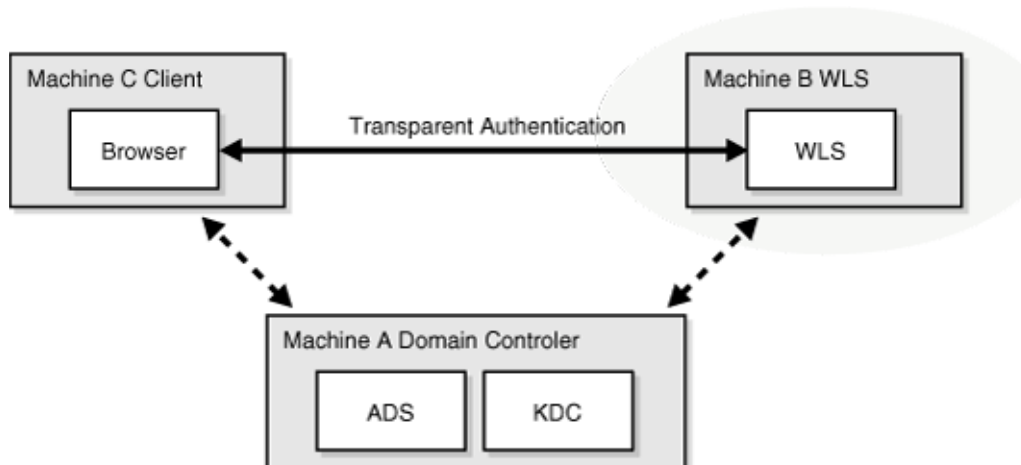 Machine C Client
Browser
Transparent Authentication
Machine B WLS
WLS
Machine A Domain Controler
ADS
KDC